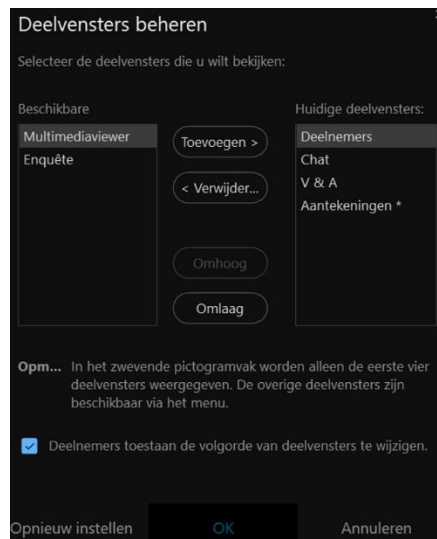 Deelvensters beheren
Selecteer de deelvensters die u wilt bekijken:
Beschikbare
Huidige deelvensters:
Multimediaviewer
Enquête
Toevoegen >
< Verwijder...
Omhoog
Omlaag
Deelnemers
Chat
V & A
Aantekeningen *
Opm... In het zwevende pictogramvak worden alleen de eerste vier
deelvensters weergegeven. De overige deelvensters zijn
beschikbaar via het menu.
Deelnemers toestaan de volgorde van deelvensters te wijzigen.
Opnieuw instellen
OK
Annuleren